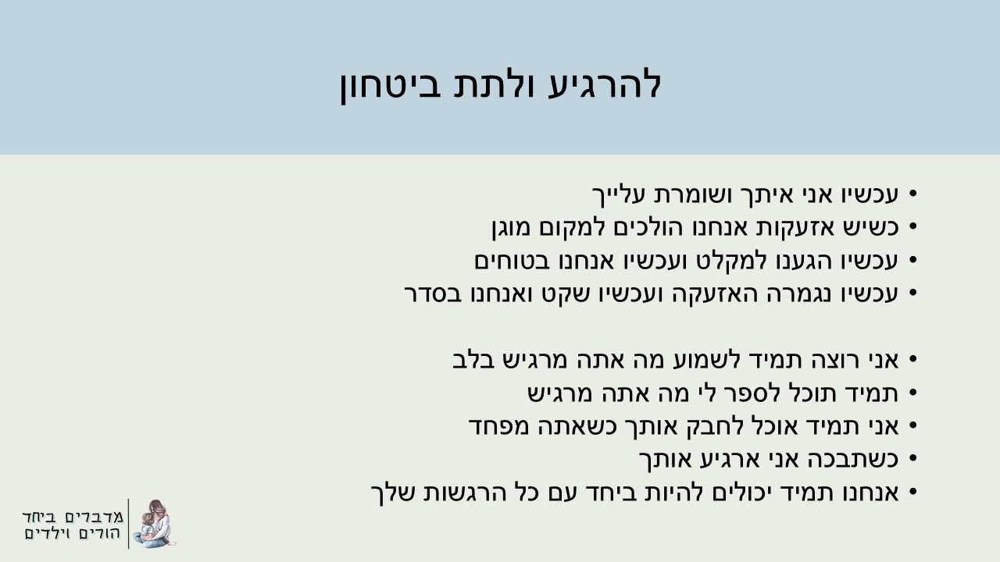 להרגיע ולתת ביטחון
• עכשיו אני איתך ושומרת עלייך
• כשיש אזעקות אנחנו הולכים למקום מוגן
• עכשיו הגענו למקלט ועכשיו אנחנו בטוחים
• עכשיו נגמרה האזעקה ועכשיו שקט ואנחנו בסדר
• אני רוצה תמיד לשמוע מה אתה מרגיש בלב
• תמיד תוכל לספר לי מה אתה מרגיש
• אני תמיד אוכל לחבק אותך כשאתה מפחד
• כשתבכה אני ארגיע אותך
• אנחנו תמיד יכולים להיות ביחד עם כל הרגשות שלך
מדברים ביחד
הורים וילדים